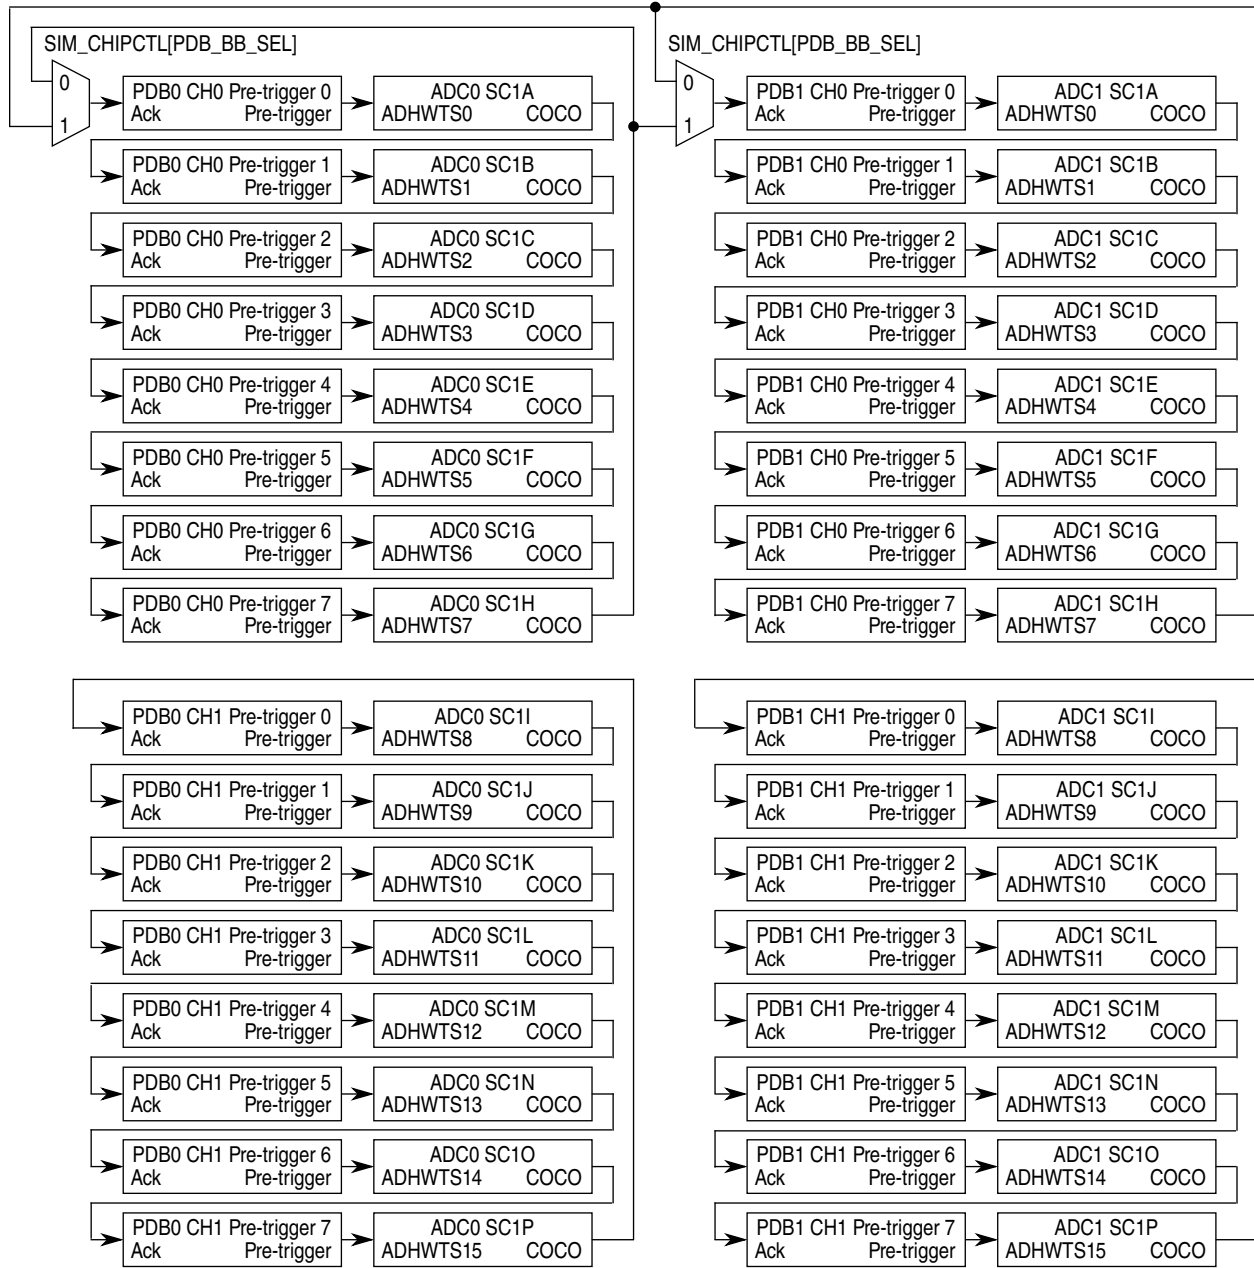 SIM_CHIPCTL[PDB_BB_SEL]
0
1
PDB0 CH0 Pre-trigger 0
Ack Pre-trigger
ADC0 SC1A
ADHWTS0 COCO
PDB0 CH0 Pre-trigger 1
Ack Pre-trigger
ADC0 SC1B
ADHWTS1 COCO
PDB0 CH0 Pre-trigger 2
Ack Pre-trigger
ADC0 SC1C
ADHWTS2 COCO
PDB0 CH0 Pre-trigger 3
Ack Pre-trigger
ADC0 SC1D
ADHWTS3 COCO
PDB0 CH0 Pre-trigger 4
Ack Pre-trigger
ADC0 SC1E
ADHWTS4 COCO
PDB0 CH0 Pre-trigger 5
Ack Pre-trigger
ADC0 SC1F
ADHWTS5 COCO
PDB0 CH0 Pre-trigger 6
Ack Pre-trigger
ADC0 SC1G
ADHWTS6 COCO
PDB0 CH0 Pre-trigger 7
Ack Pre-trigger
ADC0 SC1H
ADHWTS7 COCO
PDB0 CH1 Pre-trigger 0
Ack Pre-trigger
ADC0 SC1I
ADHWTS8 COCO
PDB0 CH1 Pre-trigger 1
Ack Pre-trigger
ADC0 SC1J
ADHWTS9 COCO
PDB0 CH1 Pre-trigger 2
Ack Pre-trigger
ADC0 SC1K
ADHWTS10 COCO
PDB0 CH1 Pre-trigger 3
Ack Pre-trigger
ADC0 SC1L
ADHWTS11 COCO
PDB0 CH1 Pre-trigger 4
Ack Pre-trigger
ADC0 SC1M
ADHWTS12 COCO
PDB0 CH1 Pre-trigger 5
Ack Pre-trigger
ADC0 SC1N
ADHWTS13 COCO
PDB0 CH1 Pre-trigger 6
Ack Pre-trigger
ADC0 SC1O
ADHWTS14 COCO
PDB0 CH1 Pre-trigger 7
Ack Pre-trigger
ADC0 SC1P
ADHWTS15 COCO
SIM_CHIPCTL[PDB_BB_SEL]
0
1
PDB1 CH0 Pre-trigger 0
Ack Pre-trigger
ADC1 SC1A
ADHWTS0 COCO
PDB1 CH0 Pre-trigger 1
Ack Pre-trigger
ADC1 SC1B
ADHWTS1 COCO
PDB1 CH0 Pre-trigger 2
Ack Pre-trigger
ADC1 SC1C
ADHWTS2 COCO
PDB1 CH0 Pre-trigger 3
Ack Pre-trigger
ADC1 SC1D
ADHWTS3 COCO
PDB1 CH0 Pre-trigger 4
Ack Pre-trigger
ADC1 SC1E
ADHWTS4 COCO
PDB1 CH0 Pre-trigger 5
Ack Pre-trigger
ADC1 SC1F
ADHWTS5 COCO
PDB1 CH0 Pre-trigger 6
Ack Pre-trigger
ADC1 SC1G
ADHWTS6 COCO
PDB1 CH0 Pre-trigger 7
Ack Pre-trigger
ADC1 SC1H
ADHWTS7 COCO
PDB1 CH1 Pre-trigger 0
Ack Pre-trigger
ADC1 SC1I
ADHWTS8 COCO
PDB1 CH1 Pre-trigger 1
Ack Pre-trigger
ADC1 SC1J
ADHWTS9 COCO
PDB1 CH1 Pre-trigger 2
Ack Pre-trigger
ADC1 SC1K
ADHWTS10 COCO
PDB1 CH1 Pre-trigger 3
Ack Pre-trigger
ADC1 SC1L
ADHWTS11 COCO
PDB1 CH1 Pre-trigger 4
Ack Pre-trigger
ADC1 SC1M
ADHWTS12 COCO
PDB1 CH1 Pre-trigger 5
Ack Pre-trigger
ADC1 SC1N
ADHWTS13 COCO
PDB1 CH1 Pre-trigger 6
Ack Pre-trigger
ADC1 SC1O
ADHWTS14 COCO
PDB1 CH1 Pre-trigger 7
Ack Pre-trigger
ADC1 SC1P
ADHWTS15 COCO